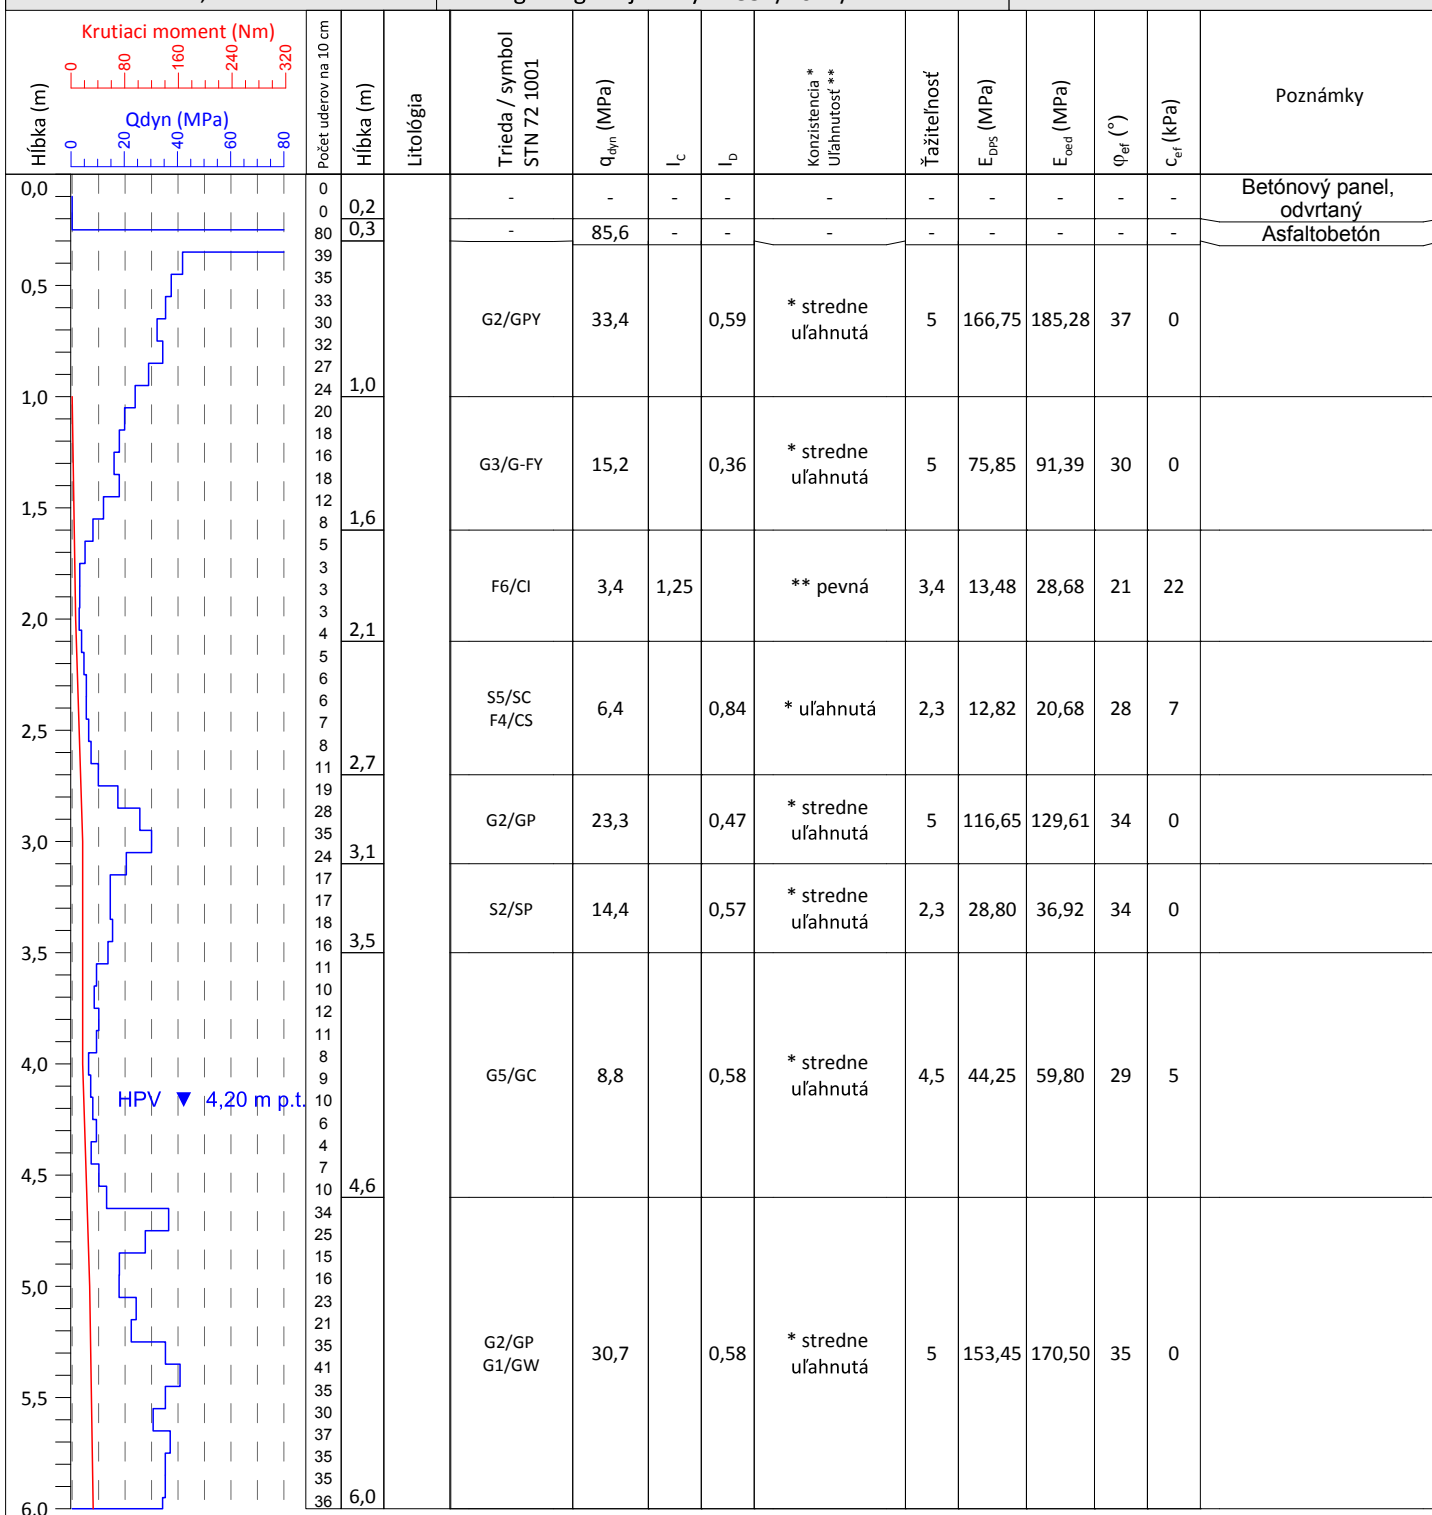 Krutiaci moment (Nm)
0 80 160 240 320
Qdyn (MPa)
0 20 40 60 80
Hĺbka (m)
Počet uderov na 10 cm
Hĺbka (m)
Litológia
Trieda / symbol
STN 72 1001
qdyn (MPa)
IC
ID
Konzistencia *
Uľahnutosť **
Ťažiteľnosť
EDPS (MPa)
Eoed (MPa)
φef (°)
cef (kPa)
Poznámky
0,0
0,5
1,0
1,5
2,0
2,5
3,0
3,5
4,0
4,5
5,0
5,5
6,0
HPV ▼ 4,20 m p.t.
0
0
80
39
35
33
30
32
27
24
20
18
16
18
12
8
5
3
3
3
4
5
6
6
7
8
11
19
28
35
24
17
17
18
16
11
10
12
11
8
9
10
6
4
7
10
34
25
15
16
23
21
35
41
35
30
37
35
35
36
0,2 - - - - - - - - - - Betónový panel,
odvrtaný
0,3 - 85,6 - - - - - - - - Asfaltobetón
1,0 G2/GPY 33,4 0,59 * stredne
uľahnutá 5 166,75 185,28 37 0
1,6 G3/G-FY 15,2 0,36 * stredne
uľahnutá 5 75,85 91,39 30 0
2,1 F6/CI 3,4 1,25 ** pevná 3,4 13,48 28,68 21 22
2,7 S5/SC
F4/CS 6,4 0,84 * uľahnutá 2,3 12,82 20,68 28 7
3,1 G2/GP 23,3 0,47 * stredne
uľahnutá 5 116,65 129,61 34 0
3,5 S2/SP 14,4 0,57 * stredne
uľahnutá 2,3 28,80 36,92 34 0
4,6 G5/GC 8,8 0,58 * stredne
uľahnutá 4,5 44,25 59,80 29 5
6,0 G2/GP
G1/GW 30,7 0,58 * stredne
uľahnutá 5 153,45 170,50 35 0